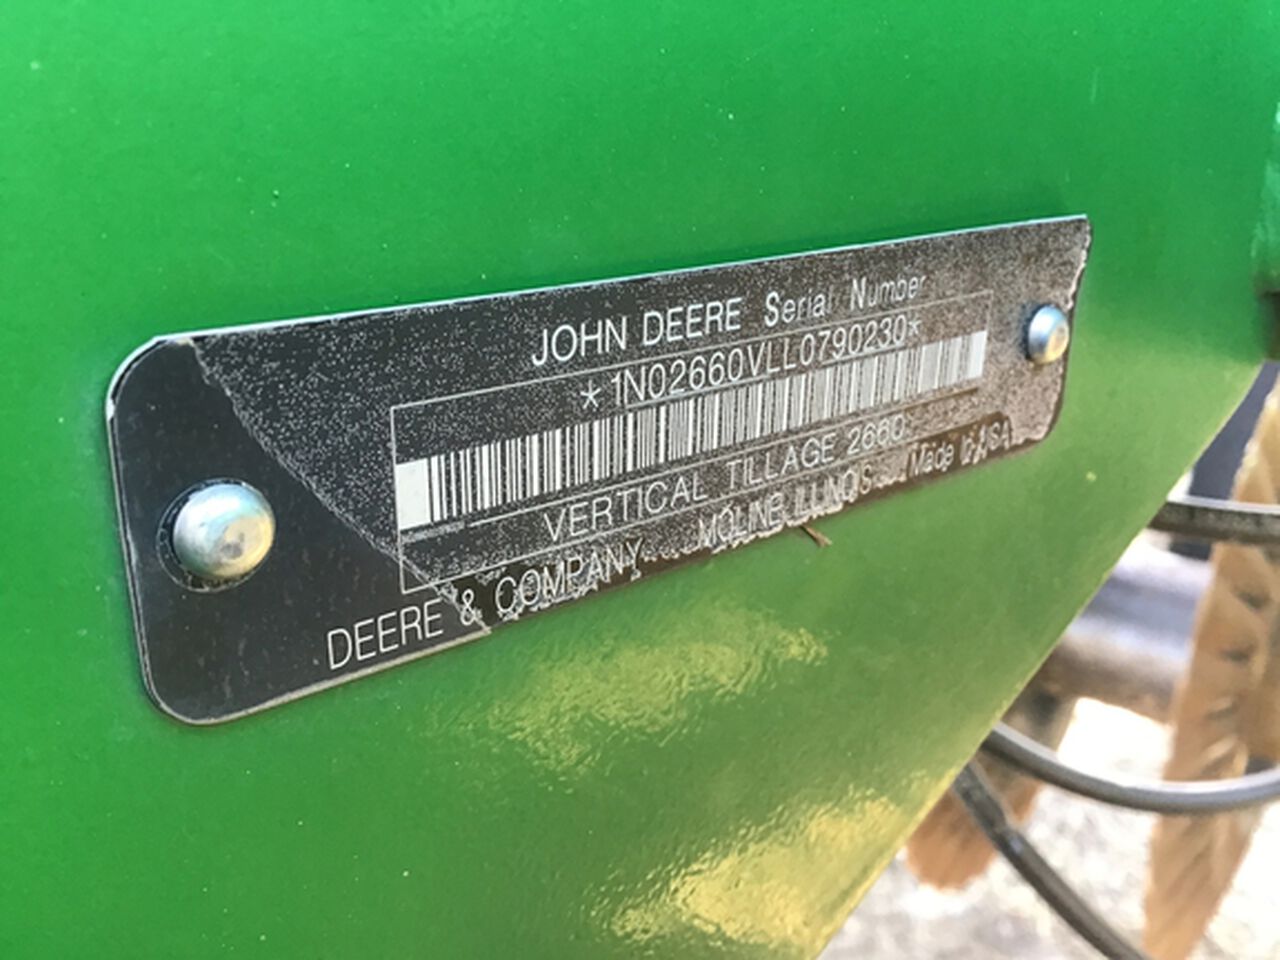 JOHN DEERE Serial Number
*1N02660VLL0790230*
VERTICAL TILLAGE 2660
DEERE & COMPANY MOLINE ILLINOIS Made In USA